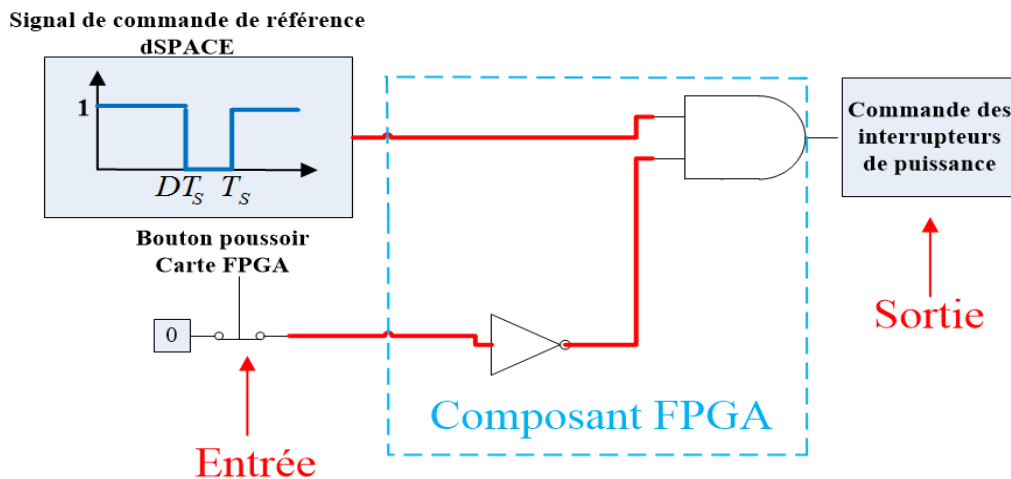 Signal de commande de référence
dSPACE
1
DTs Ts
Bouton poussoir
Carte FPGA
0
Entrée
Composant FPGA
Commande des
interrupteurs
de puissance
Sortie